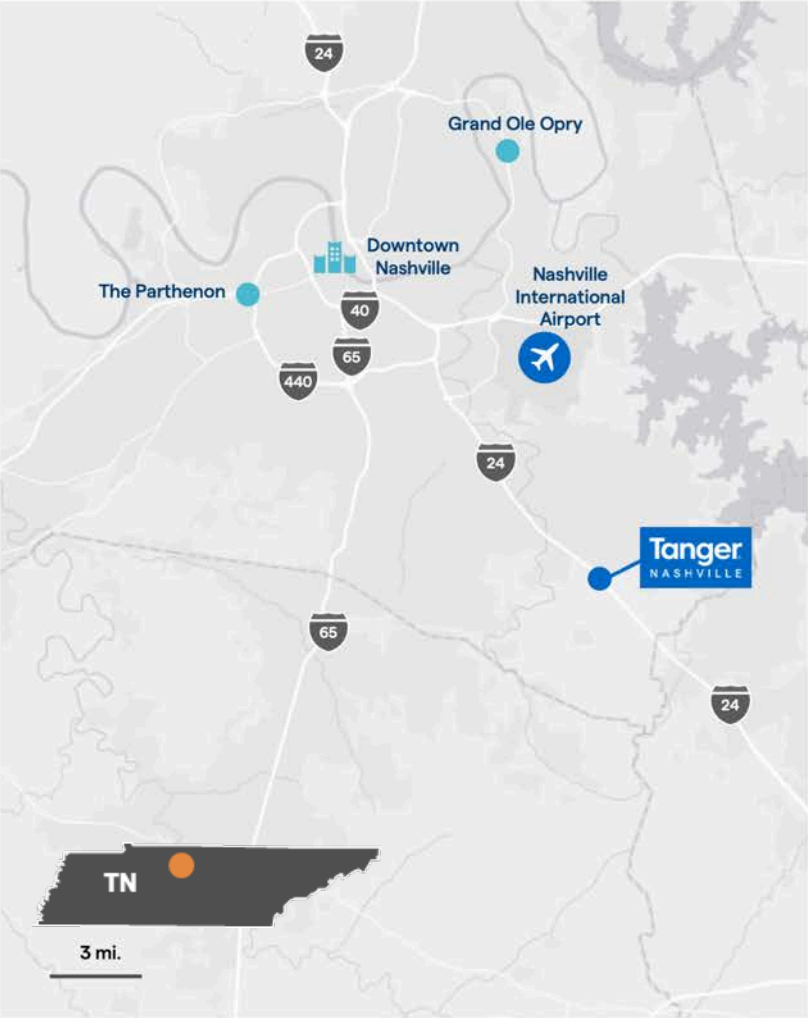 24
Grand Ole Opry
Downtown
Nashville
Nashville
International
Airport
The Parthenon
40
65
440
24
Tanger
NASHVILLE
65
24
TN
3 mi.